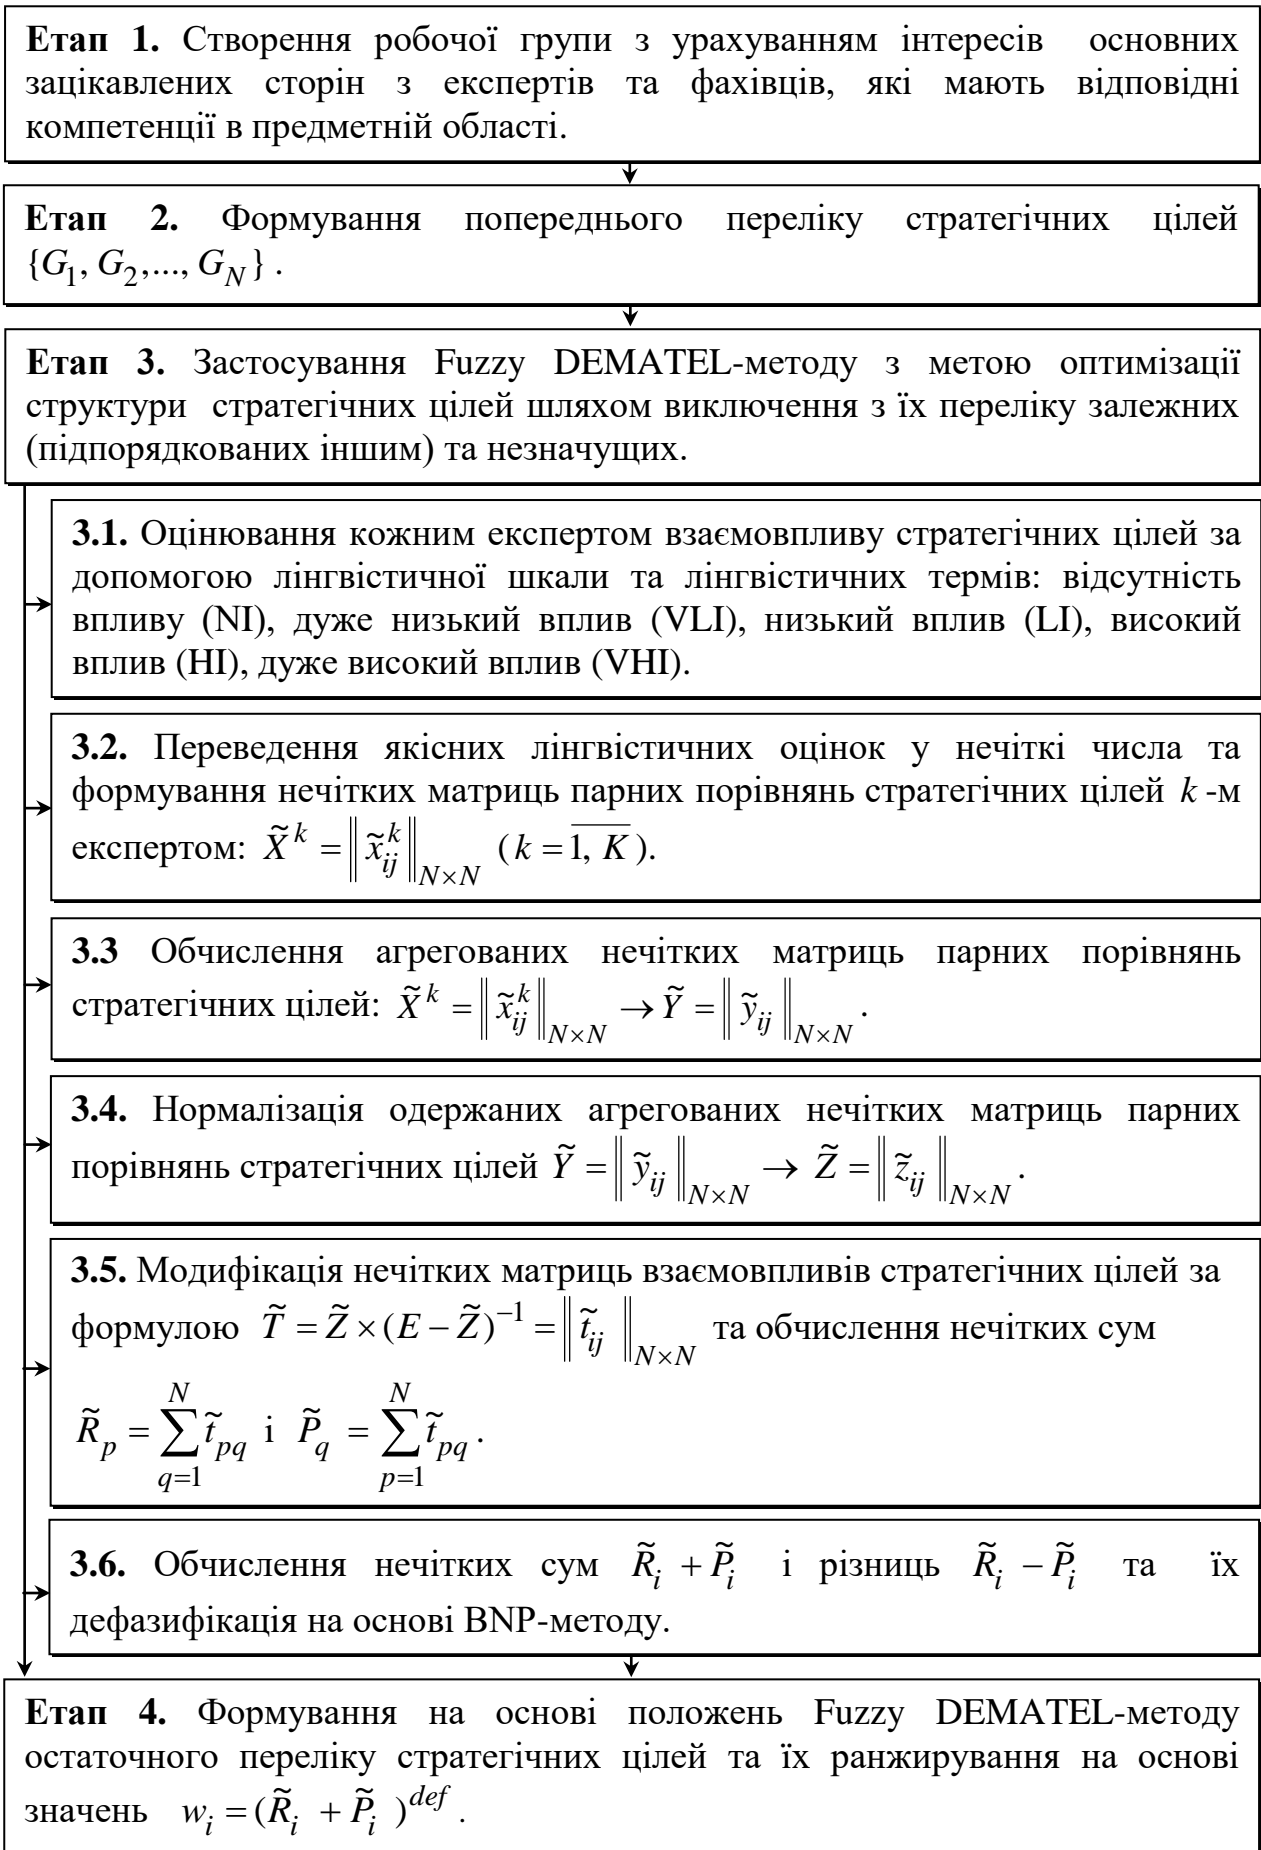 Етап 1. Створення робочої групи з урахуванням інтересів основних
зацікавлених сторін з експертів та фахівців, які мають відповідні
компетенції в предметній області.
Етап 2. Формування попереднього переліку стратегічних цілей
{G₁, G₂,..., G_N} .
Етап 3. Застосування Fuzzy DEMATEL-методу з метою оптимізації
структури стратегічних цілей шляхом виключення з їх переліку залежних
(підпорядкованих іншим) та незначущих.
3.1. Оцінювання кожним експертом взаємовпливу стратегічних цілей за
допомогою лінгвістичної шкали та лінгвістичних термів: відсутність
впливу (NI), дуже низький вплив (VLI), низький вплив (LI), високий
вплив (HI), дуже високий вплив (VHI).
3.2. Переведення якісних лінгвістичних оцінок у нечіткі числа та
формування нечітких матриць парних порівнянь стратегічних цілей k -м
експертом: X̃^k = ‖ x̃_ij^k ‖_N×N ( k = \overline{1, K} ).
3.3 Обчислення агрегованих нечітких матриць парних порівнянь
стратегічних цілей: X̃^k = ‖ x̃_ij^k ‖_N×N → Ỹ = ‖ ỹ_ij ‖_N×N .
3.4. Нормалізація одержаних агрегованих нечітких матриць парних
порівнянь стратегічних цілей Ỹ = ‖ ỹ_ij ‖_N×N → Z̃ = ‖ z̃_ij ‖_N×N .
3.5. Модифікація нечітких матриць взаємовпливів стратегічних цілей за
формулою T̃ = Z̃ × (E − Z̃)^−1 = ‖ t̃_ij ‖_N×N та обчислення нечітких сум
R̃_p = ∑_{q=1}^{N} t̃_pq і P̃_q = ∑_{p=1}^{N} t̃_pq .
3.6. Обчислення нечітких сум R̃_i + P̃_i і різниць R̃_i − P̃_i та їх
дефазифікація на основі BNP-методу.
Етап 4. Формування на основі положень Fuzzy DEMATEL-методу
остаточного переліку стратегічних цілей та їх ранжирування на основі
значень w_i = (R̃_i + P̃_i )^def .